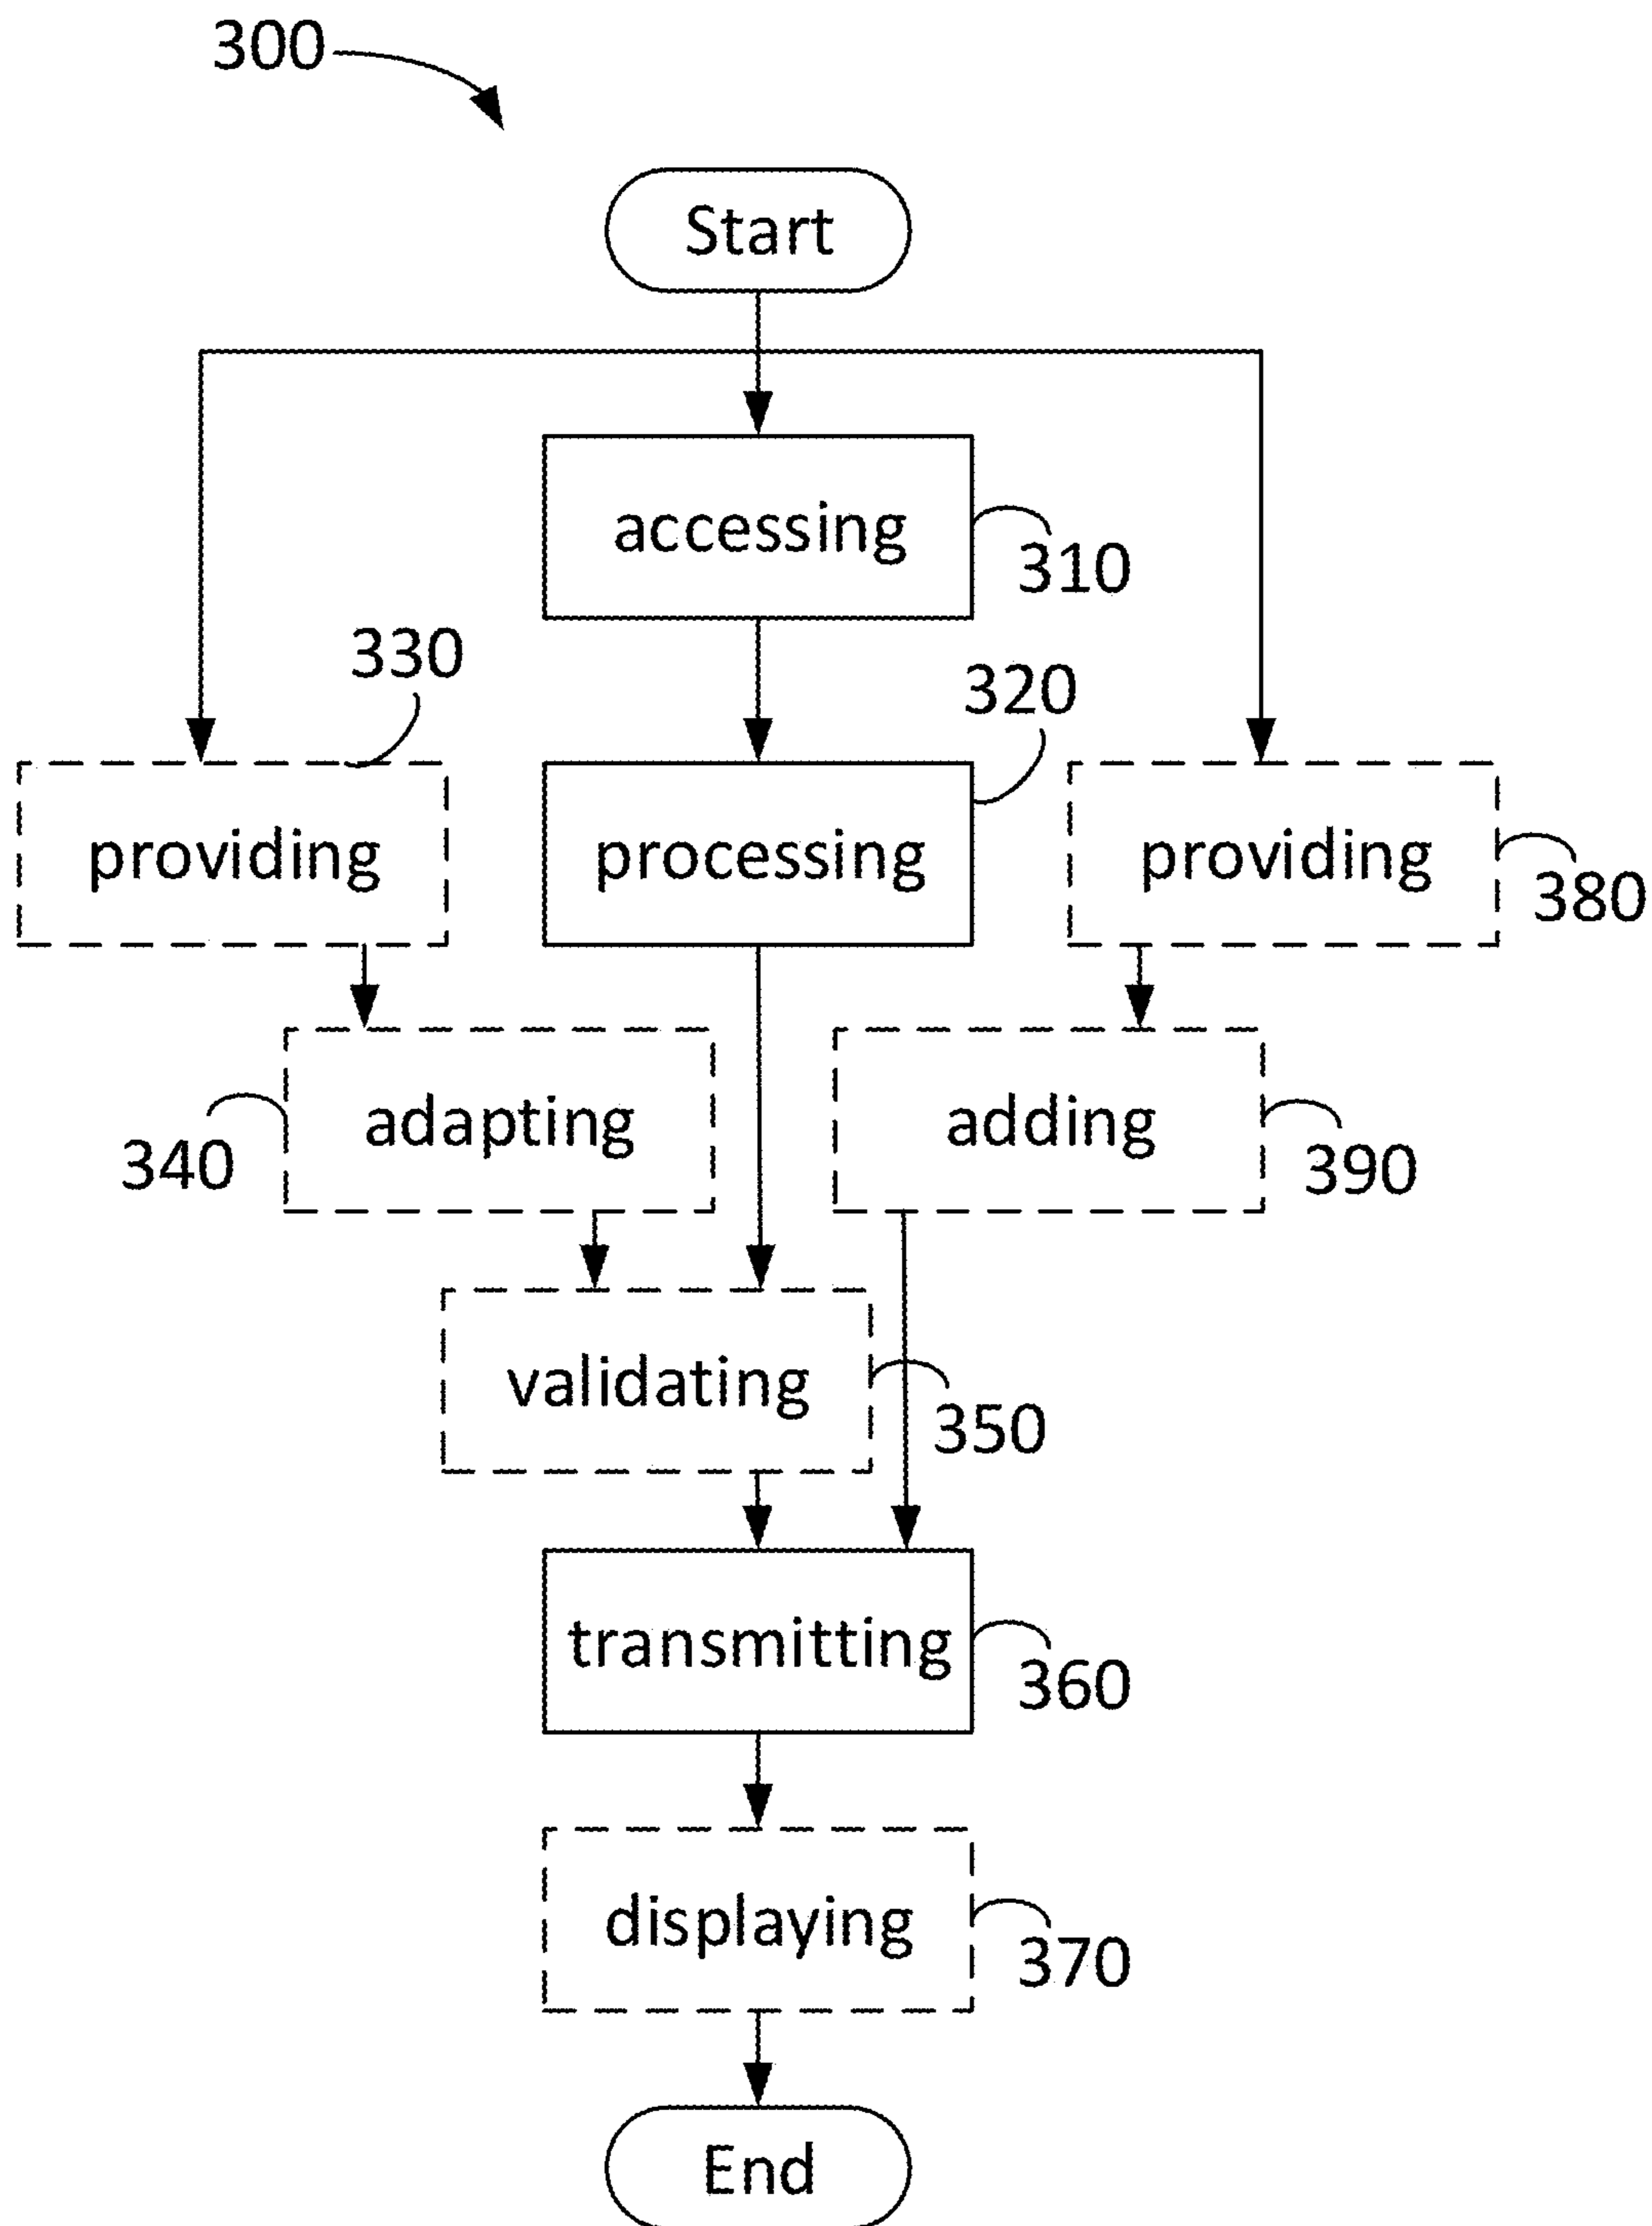 300
Start
accessing
310
330
320
providing
processing
providing
380
adapting
adding
340
390
validating
350
transmitting
360
displaying
370
End